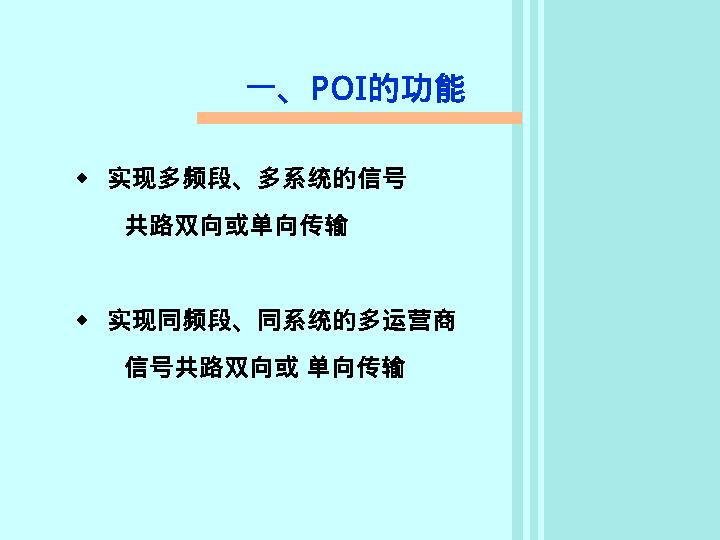 一、POI的功能
◆ 实现多频段、多系统的信号
共路双向或单向传输
◆ 实现同频段、同系统的多运营商
信号共路双向或 单向传输